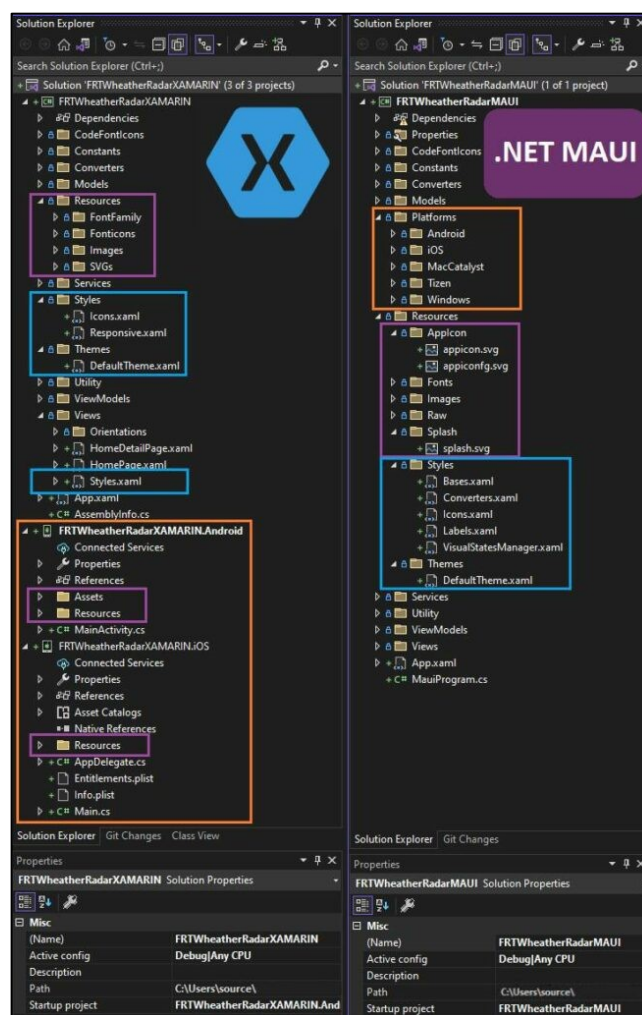 Solution Explorer
Search Solution Explorer (Ctrl+;)
Solution 'FRTWheatherRadarXAMARIN' (3 of 3 projects)
FRTWheatherRadarXAMARIN
Dependencies
CodeFontIcons
Constants
Converters
Models
Resources
FontFamily
Fonticons
Images
SVGs
Services
Styles
Icons.xaml
Responsive.xaml
Themes
DefaultTheme.xaml
Utility
ViewModels
Views
Orientations
HomeDetailPage.xaml
HomePage.xaml
Styles.xaml
App.xaml
C# AssemblyInfo.cs
FRTWheatherRadarXAMARIN.Android
Connected Services
Properties
References
Assets
Resources
C# MainActivity.cs
FRTWheatherRadarXAMARIN.iOS
Connected Services
Properties
References
Asset Catalogs
Native References
Resources
C# AppDelegate.cs
Entitlements.plist
Info.plist
C# Main.cs
Solution Explorer Git Changes Class View
Properties
FRTWheatherRadarXAMARIN Solution Properties
Misc
(Name) FRTWheatherRadarXAMARIN
Active config Debug|Any CPU
Description
Path C:\Users\source\
Startup project FRTWheatherRadarXAMARIN.And
Solution Explorer
Search Solution Explorer (Ctrl+;)
Solution 'FRTWheatherRadarMAUI' (1 of 1 project)
FRTWheatherRadarMAUI
.NET MAUI
Dependencies
Properties
CodeFontIcons
Constants
Converters
Models
Platforms
Android
iOS
MacCatalyst
Tizen
Windows
Resources
AppIcon
appicon.svg
appiconfg.svg
Fonts
Images
Raw
Splash
splash.svg
Styles
Bases.xaml
Converters.xaml
Icons.xaml
Labels.xaml
VisualStatesManager.xaml
Themes
DefaultTheme.xaml
Services
Utility
ViewModels
Views
App.xaml
C# MauiProgram.cs
Solution Explorer Git Changes
Properties
FRTWheatherRadarMAUI Solution Properties
Misc
(Name) FRTWheatherRadarMAUI
Active config Debug|Any CPU
Description
Path C:\Users\source\
Startup project FRTWheatherRadarMAUI